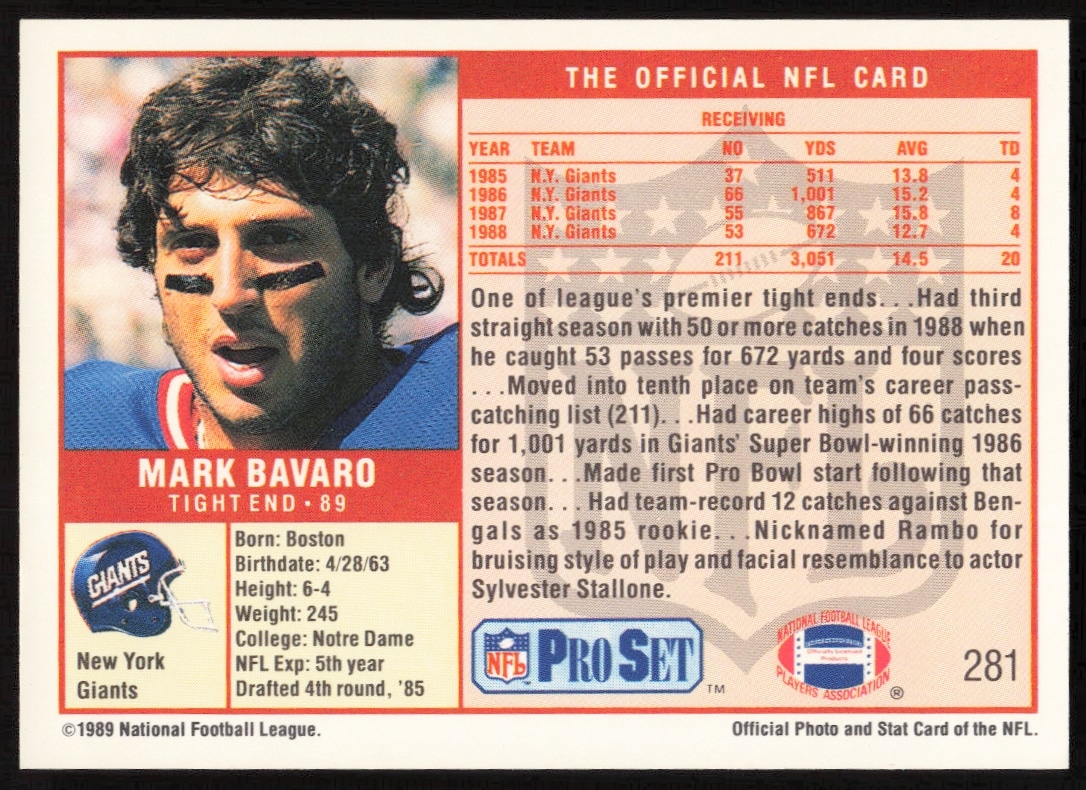 THE OFFICIAL NFL CARD
RECEIVING
YEAR TEAM NO YDS AVG TD
1985 N.Y. Giants 37 511 13.8 4
1986 N.Y. Giants 66 1,001 15.2 4
1987 N.Y. Giants 55 867 15.8 8
1988 N.Y. Giants 53 672 12.7 4
TOTALS 211 3,051 14.5 20
One of league's premier tight ends...Had third
straight season with 50 or more catches in 1988 when
he caught 53 passes for 672 yards and four scores
...Moved into tenth place on team's career pass-
catching list (211)...Had career highs of 66 catches
for 1,001 yards in Giants' Super Bowl-winning 1986
season...Made first Pro Bowl start following that
season...Had team-record 12 catches against Ben-
gals as 1985 rookie...Nicknamed Rambo for
bruising style of play and facial resemblance to actor
Sylvester Stallone.
MARK BAVARO
TIGHT END • 89
GIANTS
New York
Giants
Born: Boston
Birthdate: 4/28/63
Height: 6-4
Weight: 245
College: Notre Dame
NFL Exp: 5th year
Drafted 4th round, '85
NFL PRO SET TM
NATIONAL FOOTBALL LEAGUE
Officially Licensed
Products
PLAYERS ASSOCIATION ®
281
©1989 National Football League.
Official Photo and Stat Card of the NFL.
NFL